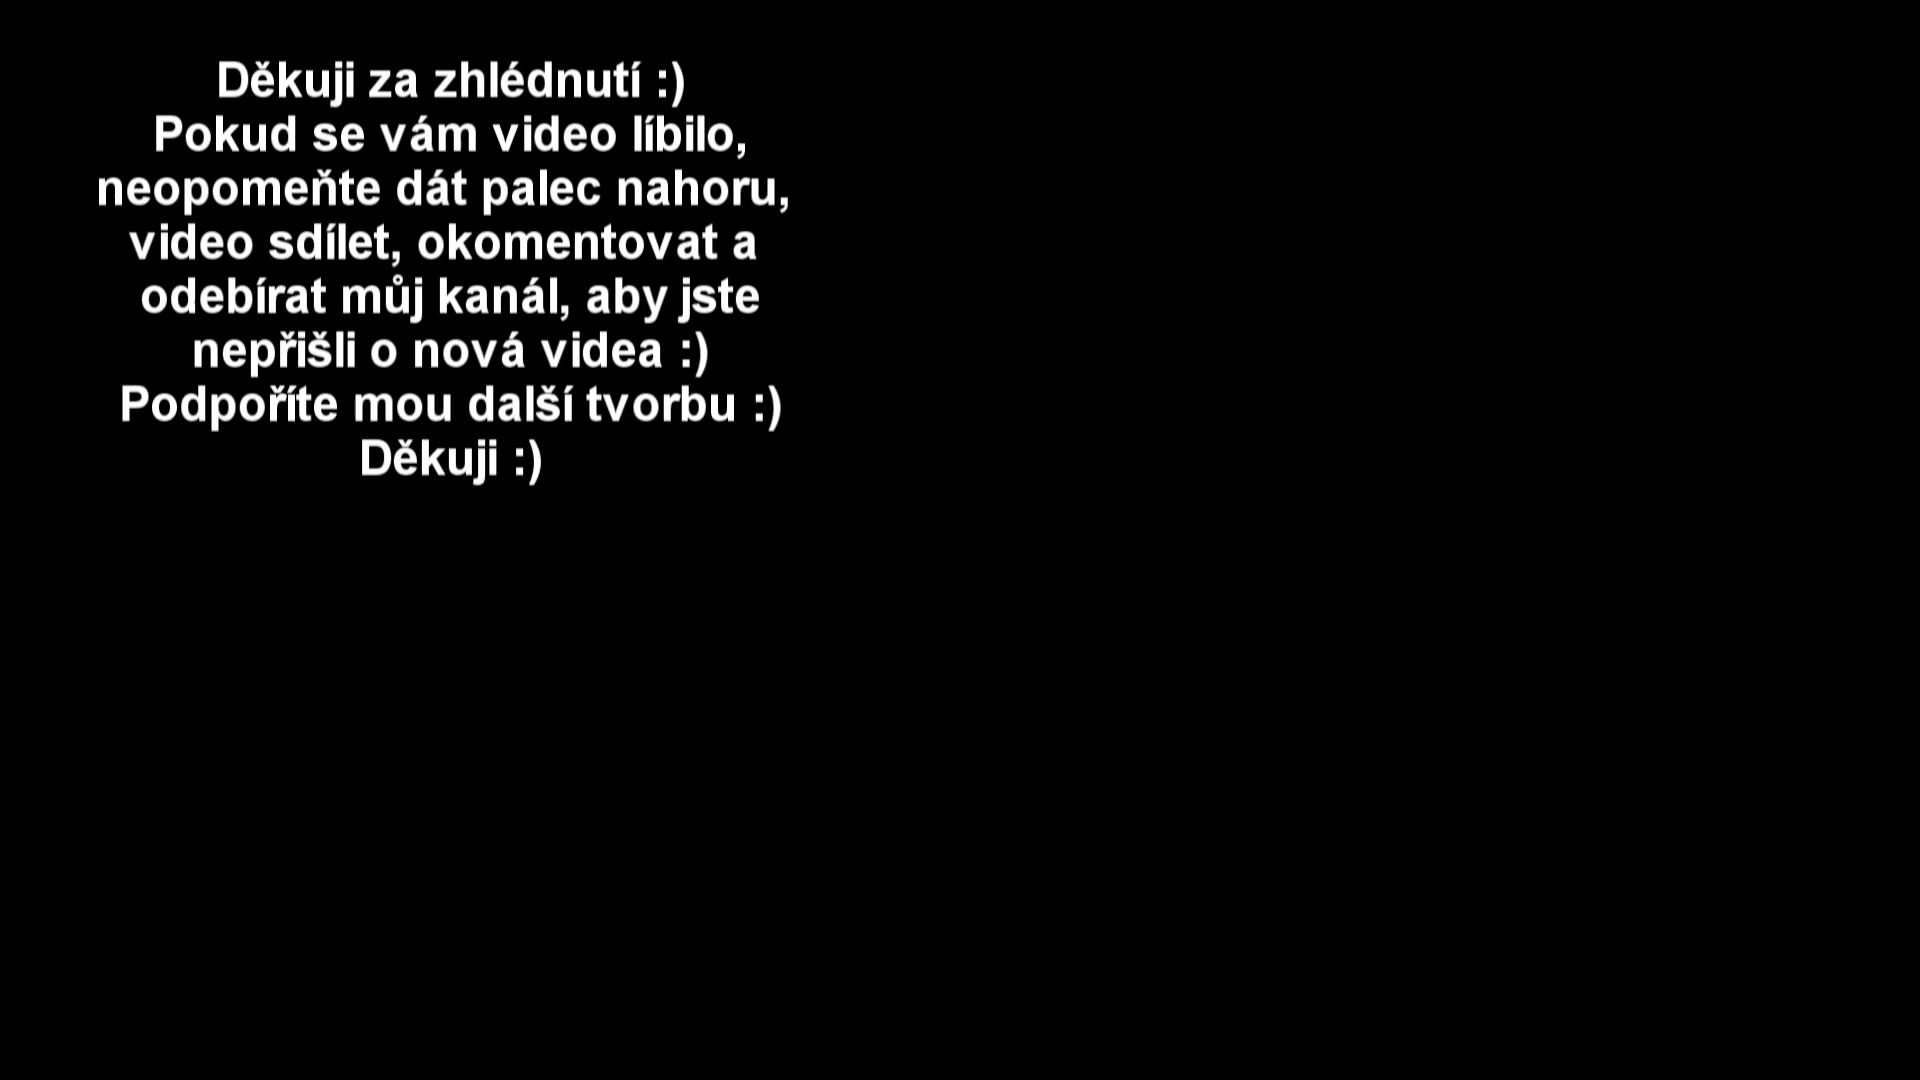 Děkuji za zhlédnutí :)
Pokud se vám video líbilo,
neopomeňte dát palec nahoru,
video sdílet, okomentovat a
odebírat můj kanál, aby jste
nepřišli o nová videa :)
Podpoříte mou další tvorbu :)
Děkuji :)